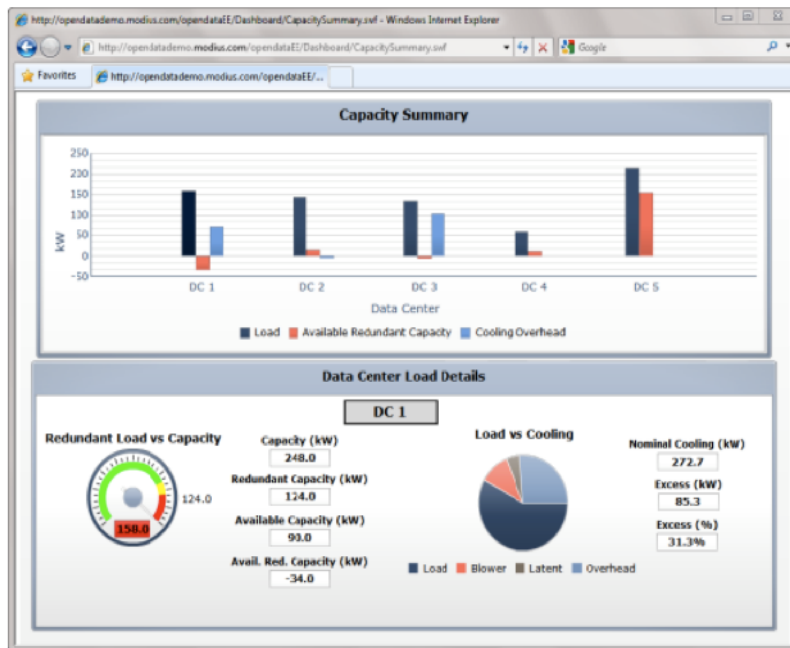 http://opendatademo.modius.com/opendataEE/Dashboard/CapacitySummary.swf - Windows Internet Explorer
http://opendatademo.modius.com/opendataEE/Dashboard/CapacitySummary.swf
Google
Favorites
http://opendatademo.modius.com/opendataEE/...
Capacity Summary
250
200
150
100
50
0
-50
kW
DC 1 DC 2 DC 3 DC 4 DC 5
Data Center
Load Available Redundant Capacity Cooling Overhead
Data Center Load Details
DC 1
Redundant Load vs Capacity
124.0
158.0
Capacity (kW)
248.0
Redundant Capacity (kW)
124.0
Available Capacity (kW)
90.0
Avail. Red. Capacity (kW)
-34.0
Load vs Cooling
Load Blower Latent Overhead
Nominal Cooling (kW)
272.7
Excess (kW)
85.3
Excess (%)
31.3%